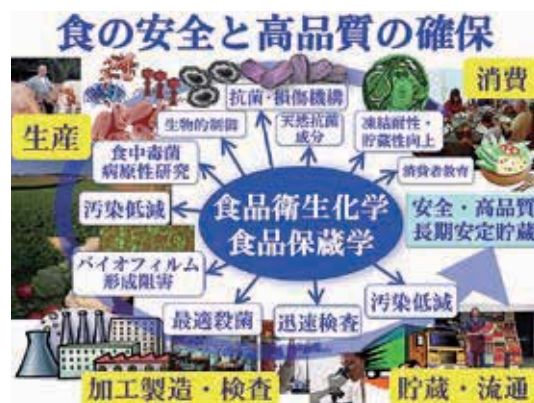 食の安全と高品質の確保
消費
生産
抗菌・損傷機構
生物的制御
天然抗菌
成分
凍結耐性・
貯蔵性向上
食中毒菌
病原性研究
消費者教育
汚染低減
食品衛生化学
食品保蔵学
安全・高品質
長期安定貯蔵
バイオフィルム
形成阻害
最適殺菌
迅速検査
汚染低減
加工製造・検査
貯蔵・流通